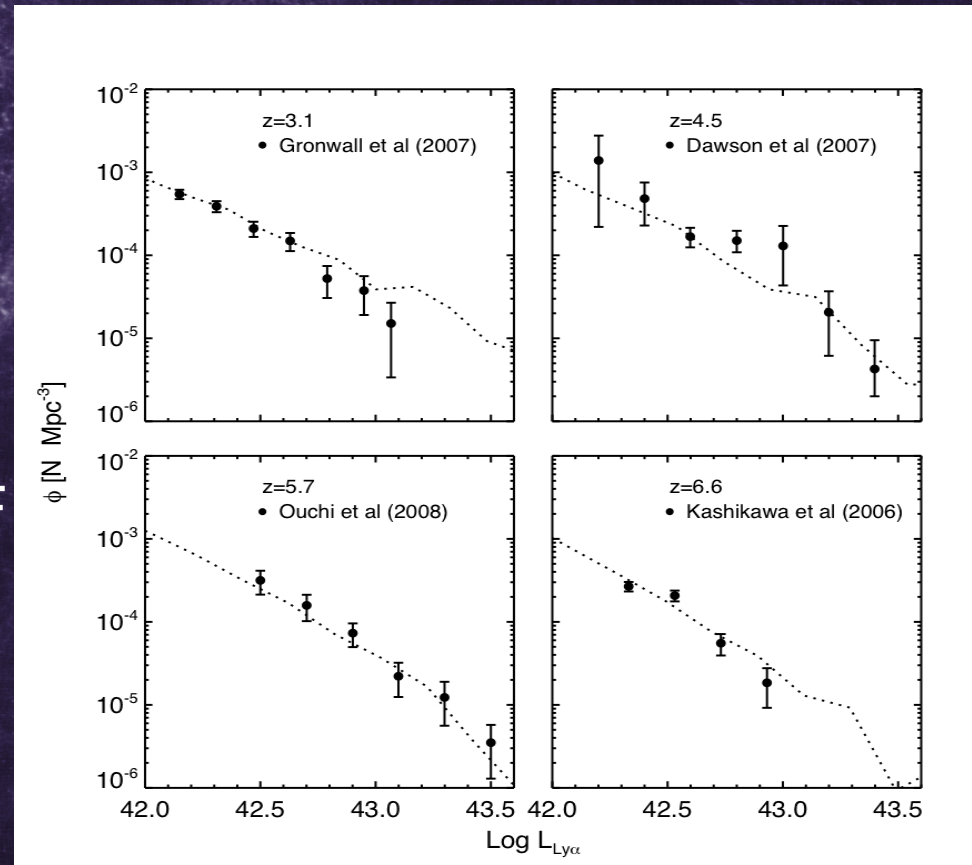 z=3.1
● Gronwall et al (2007)
z=4.5
● Dawson et al (2007)
10⁻²
10⁻³
10⁻⁴
10⁻⁵
10⁻⁶
z=5.7
● Ouchi et al (2008)
z=6.6
● Kashikawa et al (2006)
10⁻²
10⁻³
10⁻⁴
10⁻⁵
10⁻⁶
ϕ [N Mpc⁻³]
42.0 42.5 43.0 43.5 42.0 42.5 43.0 43.5
Log L_Lyα